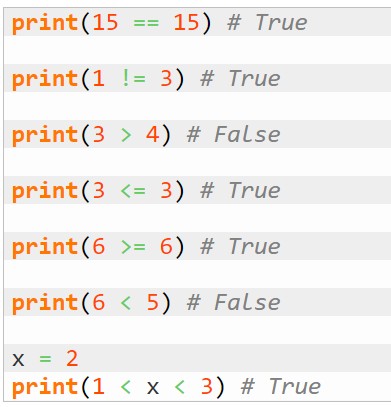 print(15 == 15) # True
print(1 != 3) # True
print(3 > 4) # False
print(3 <= 3) # True
print(6 >= 6) # True
print(6 < 5) # False
x = 2
print(1 < x < 3) # True